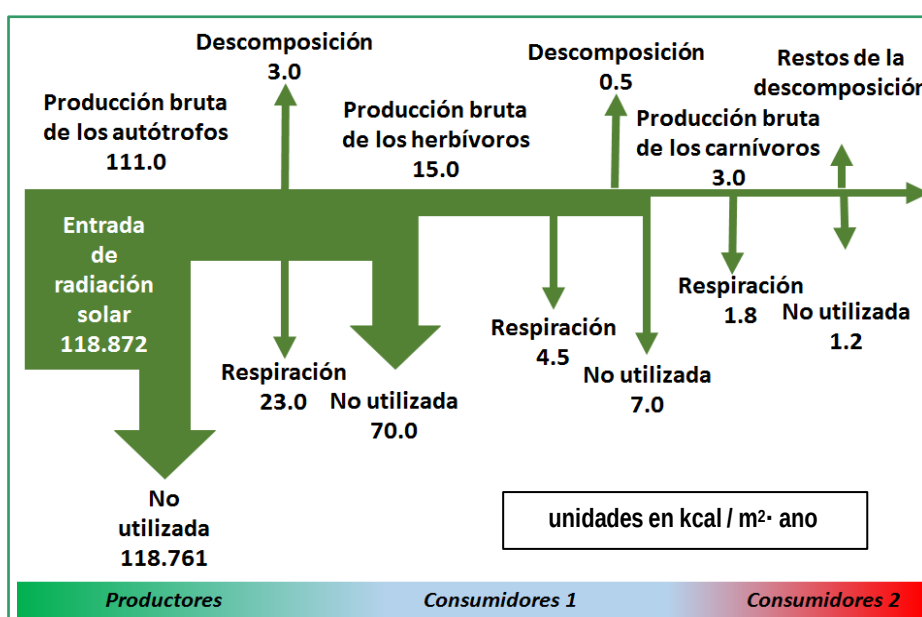 Descomposición
3.0
Producción bruta
de los autótrofos
111.0
Producción bruta
de los herbívoros
15.0
Descomposición
0.5
Producción bruta
de los carnívoros
3.0
Restos de la
descomposición
Entrada
de
radiación
solar
118.872
No
utilizada
118.761
Respiración
23.0
No utilizada
70.0
Respiración
4.5
No utilizada
7.0
Respiración
1.8
No utilizada
1.2
unidades en kcal / m²· ano
Productores
Consumidores 1
Consumidores 2